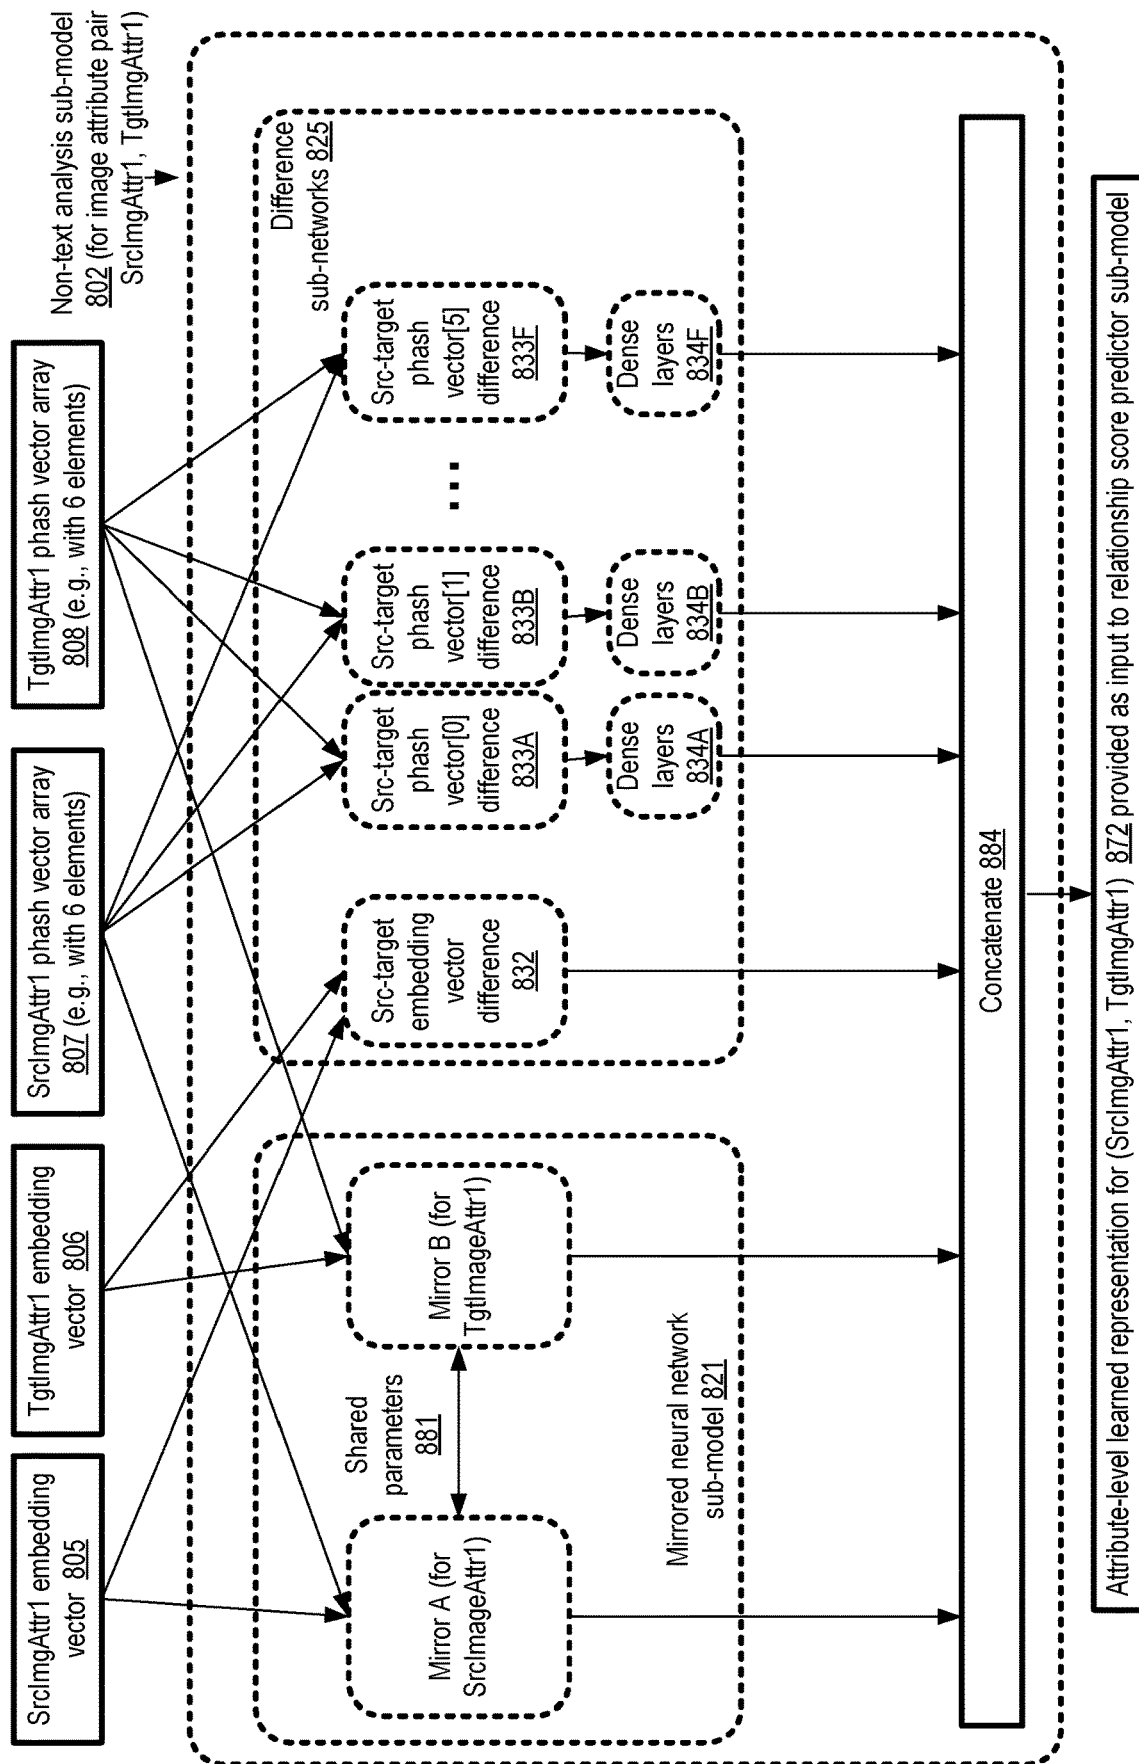 SrcImgAttr1 embedding
vector 805
TgtImgAttr1 embedding
vector 806
SrcImgAttr1 phash vector array
807 (e.g., with 6 elements)
TgtImgAttr1 phash vector array
808 (e.g., with 6 elements)
Non-text analysis sub-model
802 (for image attribute pair
SrcImgAttr1, TgtImgAttr1)
Mirror A (for
SrcImageAttr1)
Shared
parameters
881
Mirror B (for
TgtImageAttr1)
Mirrored neural network
sub-model 821
Difference
sub-networks 825
Src-target
embedding
vector
difference
832
Src-target
phash
vector[0]
difference
833A
Src-target
phash
vector[1]
difference
833B
...
Src-target
phash
vector[5]
difference
833F
Dense
layers
834A
Dense
layers
834B
Dense
layers
834F
Concatenate 884
Attribute-level learned representation for (SrcImgAttr1, TgtImgAttr1) 872 provided as input to relationship score predictor sub-model